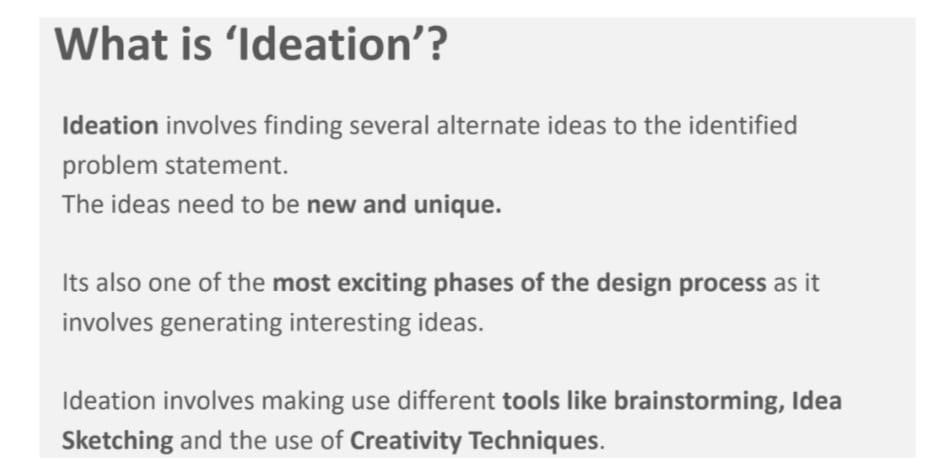 What is ‘Ideation’?
Ideation involves finding several alternate ideas to the identified
problem statement.
The ideas need to be new and unique.
Its also one of the most exciting phases of the design process as it
involves generating interesting ideas.
Ideation involves making use different tools like brainstorming, Idea
Sketching and the use of Creativity Techniques.